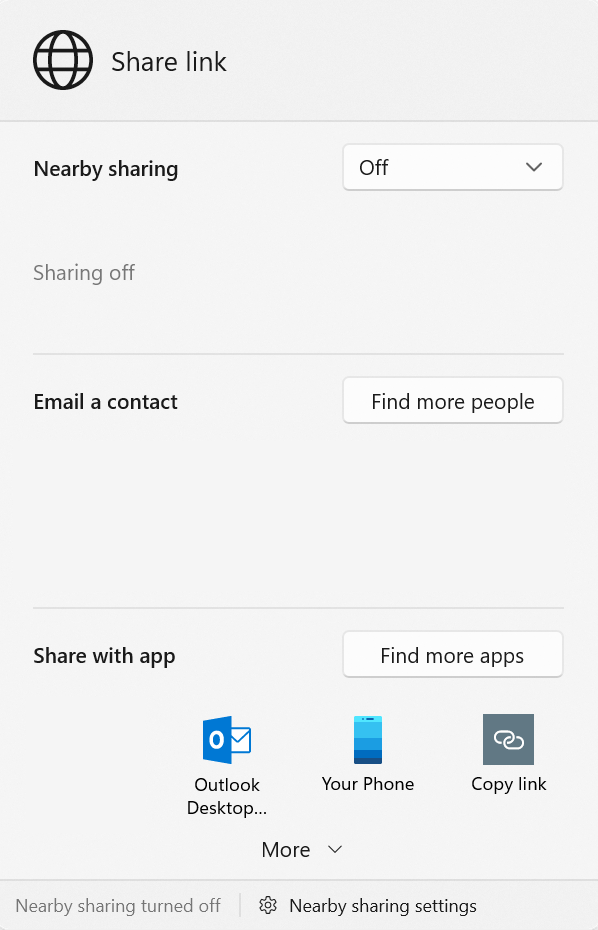 Share link
Nearby sharing
Off
Sharing off
Email a contact
Find more people
Share with app
Find more apps
Outlook
Desktop...
Your Phone
Copy link
More
Nearby sharing turned off
Nearby sharing settings